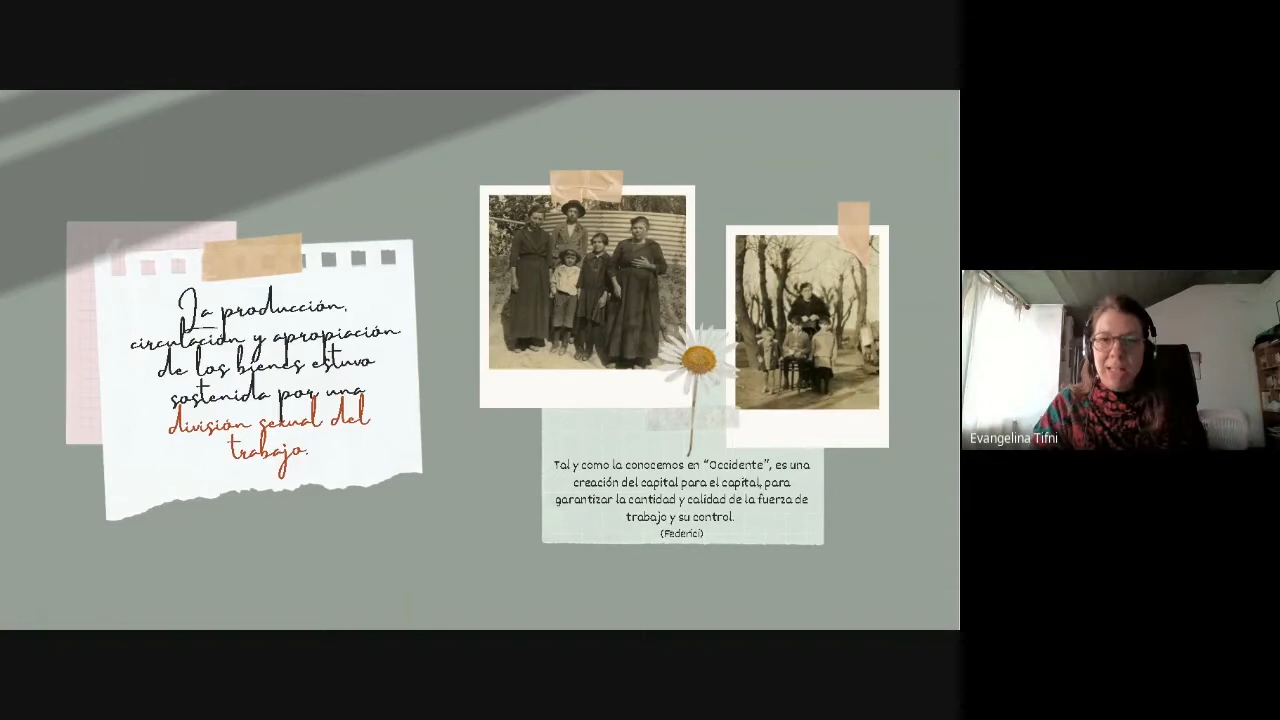 La producción,
circulación y apropiación
de los bienes estuvo
sostenida por una
división sexual del
trabajo.
Tal y como la conocemos en “Occidente”, es una
creación del capital para el capital, para
garantizar la cantidad y calidad de la fuerza de
trabajo y su control.
(Federici)
Evangelina Tifni